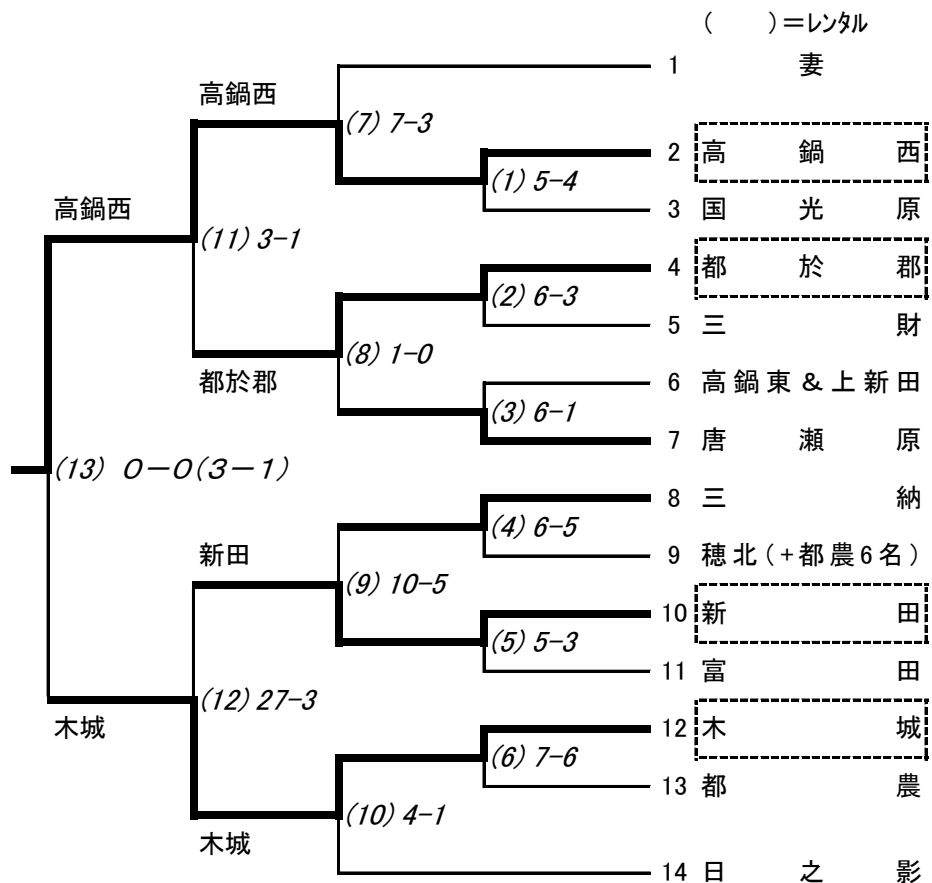 (　　)=レンタル
1 妻
高鍋西
(7) 7-3
2 高鍋西
(1) 5-4
3 国光原
高鍋西
(11) 3-1
4 都於郡
(2) 6-3
5 三財
(8) 1-0
都於郡
6 高鍋東&上新田
(3) 6-1
7 唐瀬原
(13) 0-0(3-1)
8 三納
(4) 6-5
9 穂北(+都農6名)
新田
(9) 10-5
10 新田
(5) 5-3
11 富田
(12) 27-3
木城
12 木城
(6) 7-6
13 都農
(10) 4-1
木城
14 日之影